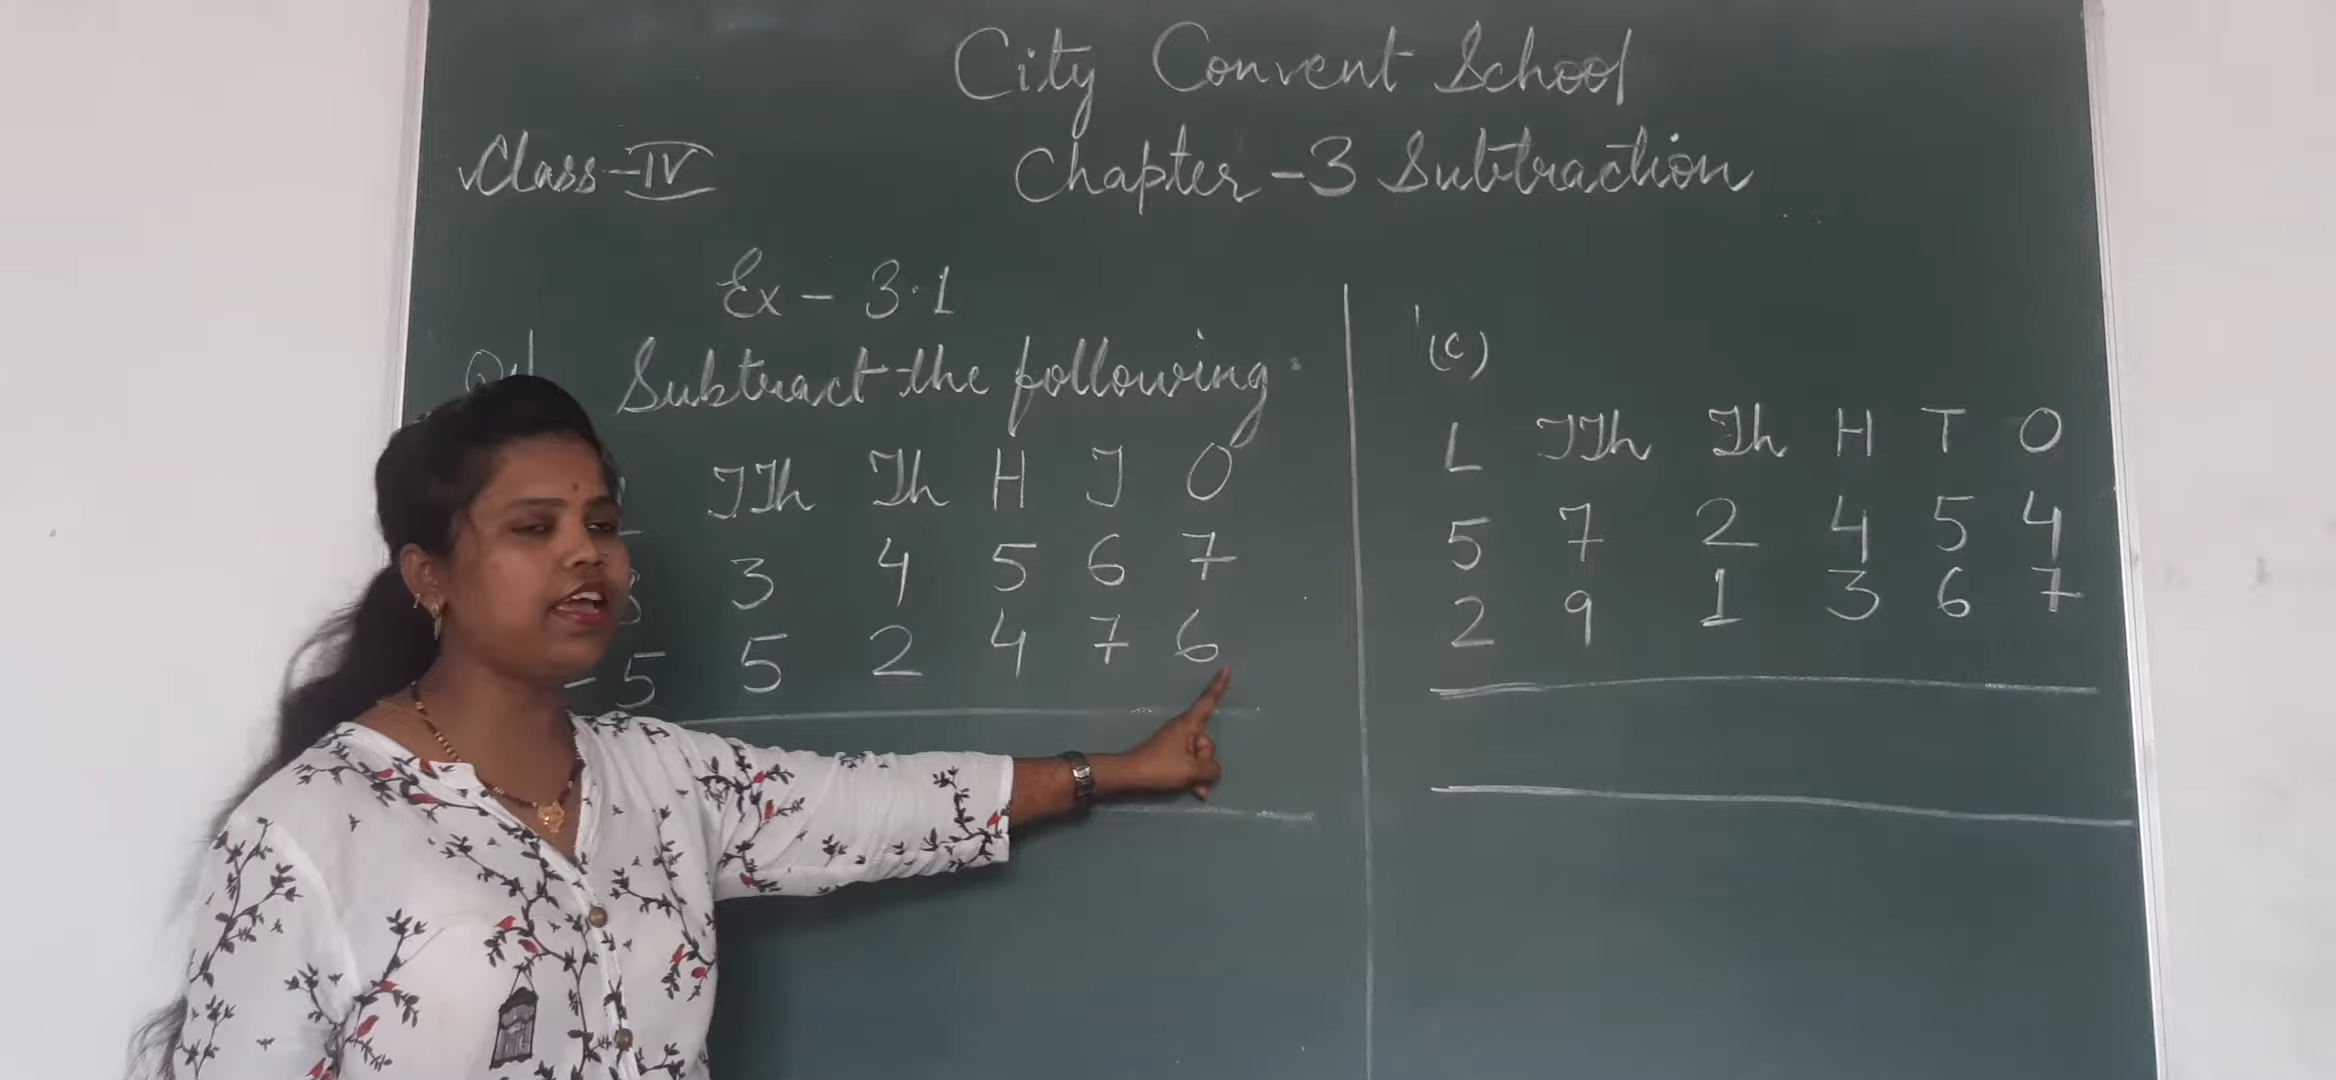 City Convent School
Class-IV
Chapter-3 Subtraction
Ex- 3.1
Subtract the following
TTh Th H T O
3 4 5 6 7
-5 5 2 4 7 6
(c)
L TTh Th H T O
5 7 2 4 5 4
2 9 1 3 6 7